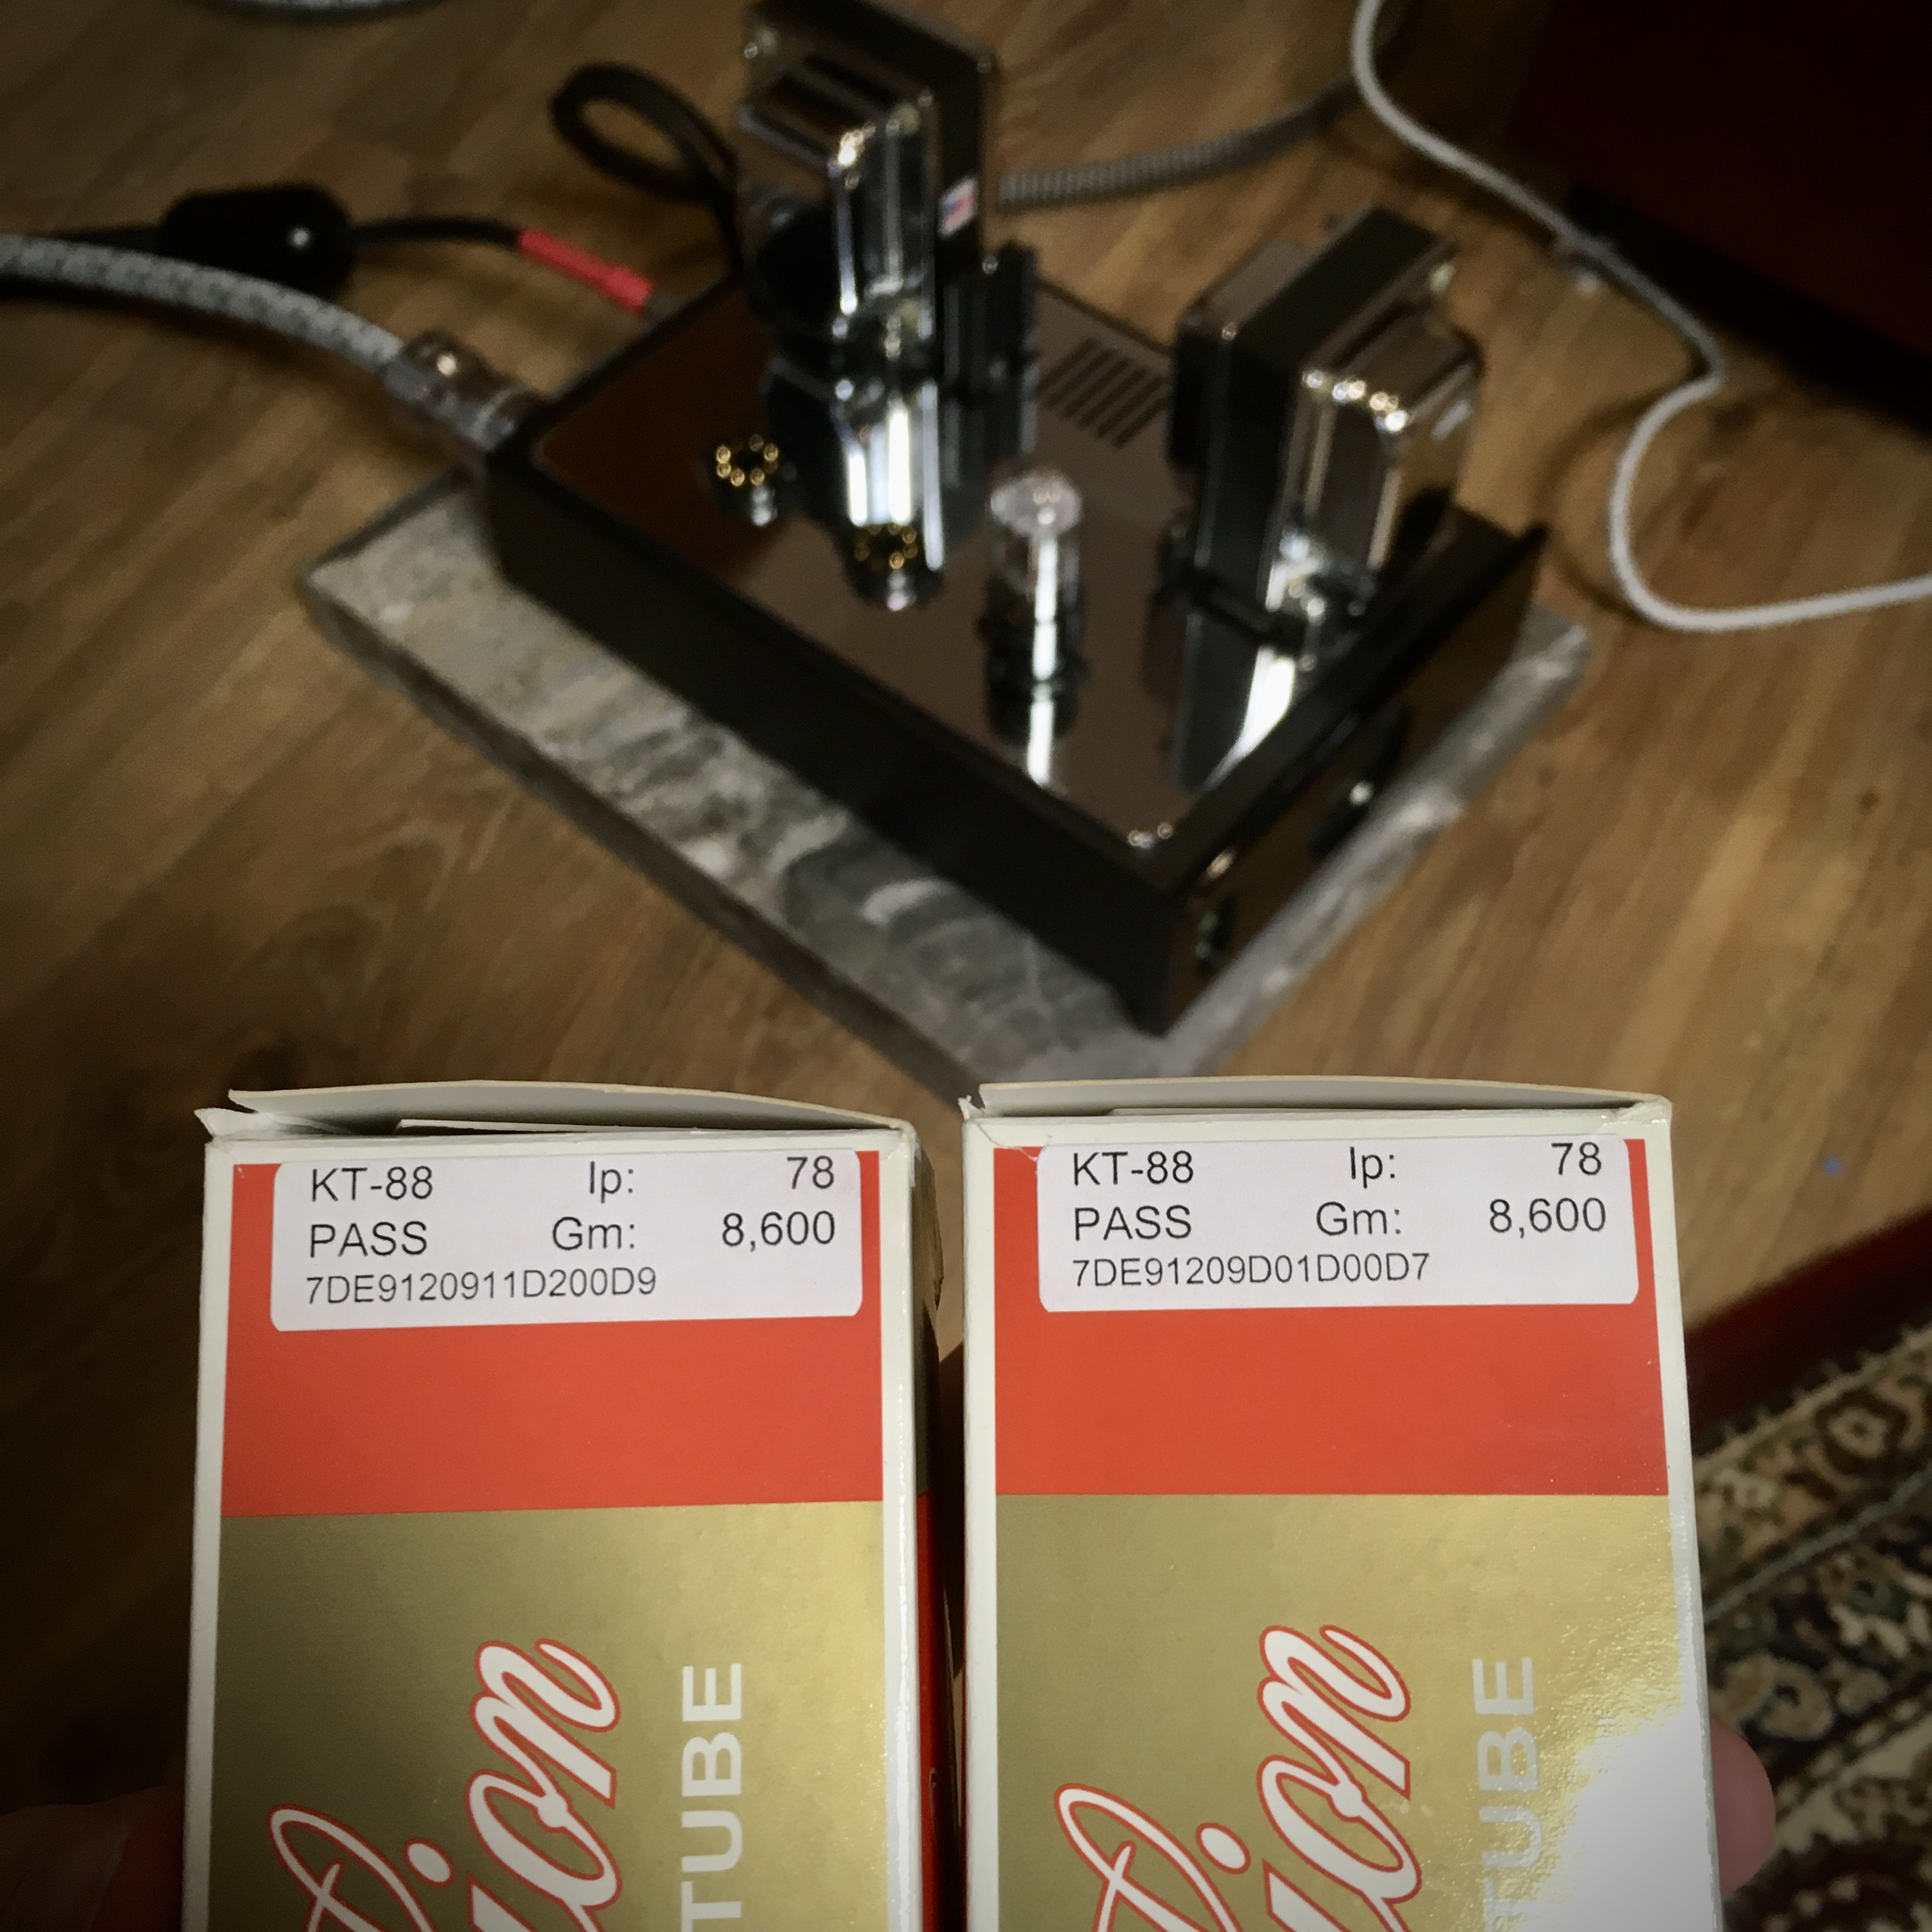 KT-88 Ip: 78
PASS Gm: 8,600
7DE9120911D200D9
KT-88 Ip: 78
PASS Gm: 8,600
7DE91209D01D00D7
TUBE
TUBE